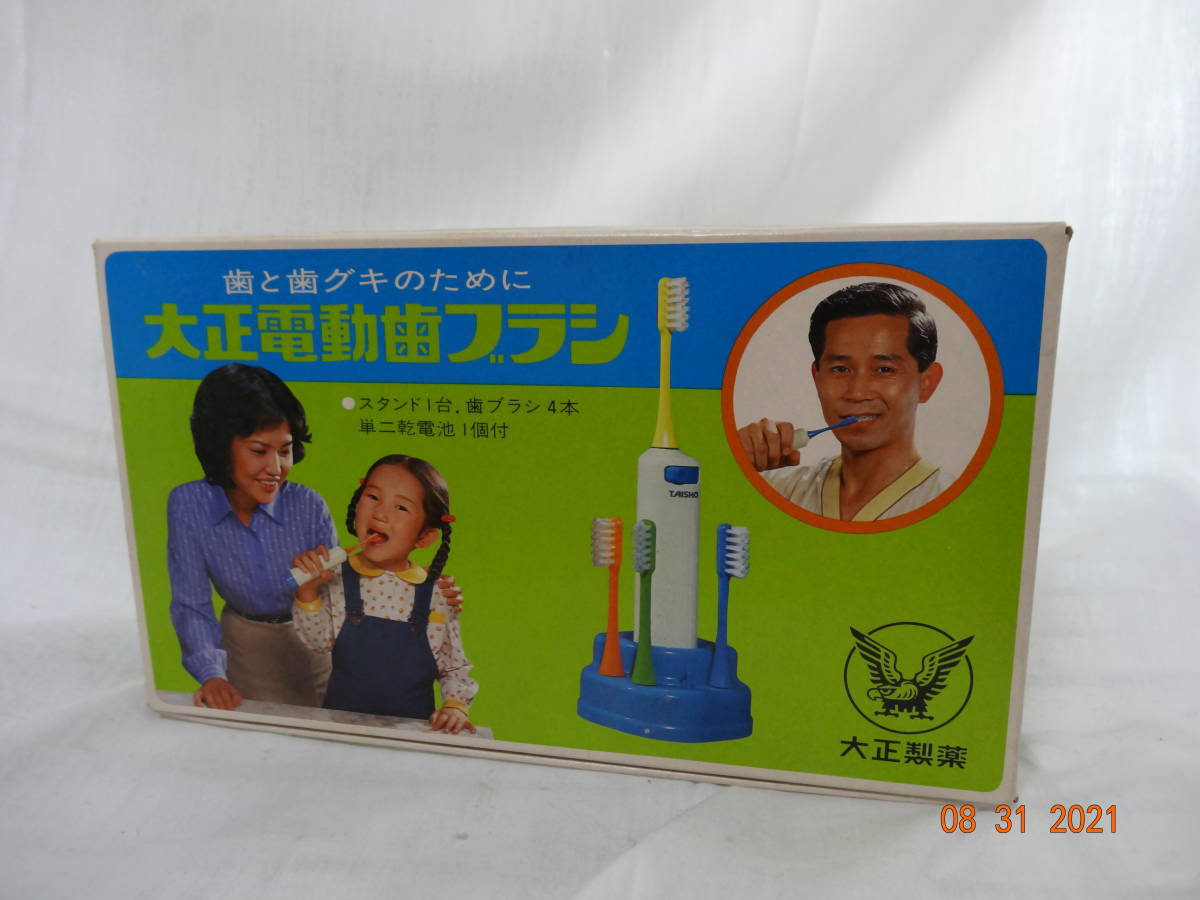 歯と歯グキのために
大正電動歯ブラシ
●スタンド1台.歯ブラシ4本
単二乾電池1個付
TAISHO
大正製薬
08 31 2021